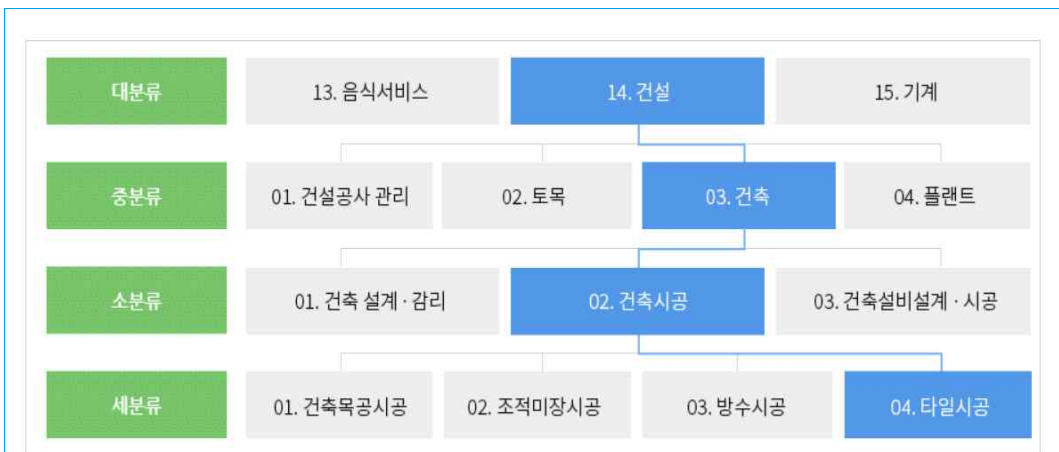 대분류 13. 음식서비스 14. 건설 15. 기계
중분류 01. 건설공사 관리 02. 토목 03. 건축 04. 플랜트
소분류 01. 건축 설계 · 감리 02. 건축시공 03. 건축설비설계 · 시공
세분류 01. 건축목공시공 02. 조적미장시공 03. 방수시공 04. 타일시공